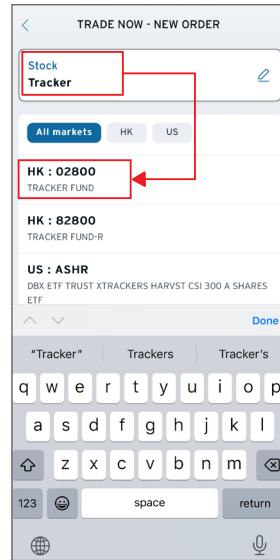 TRADE NOW - NEW ORDER
Stock
Tracker
All markets HK US
HK : 02800
TRACKER FUND
HK : 82800
TRACKER FUND-R
US : ASHR
DBX ETF TRUST XTRACKERS HARVST CSI 300 A SHARES
ETF
Done
"Tracker" Trackers Tracker's
q w e r t y u i o p
a s d f g h j k l
z x c v b n m
123 space return